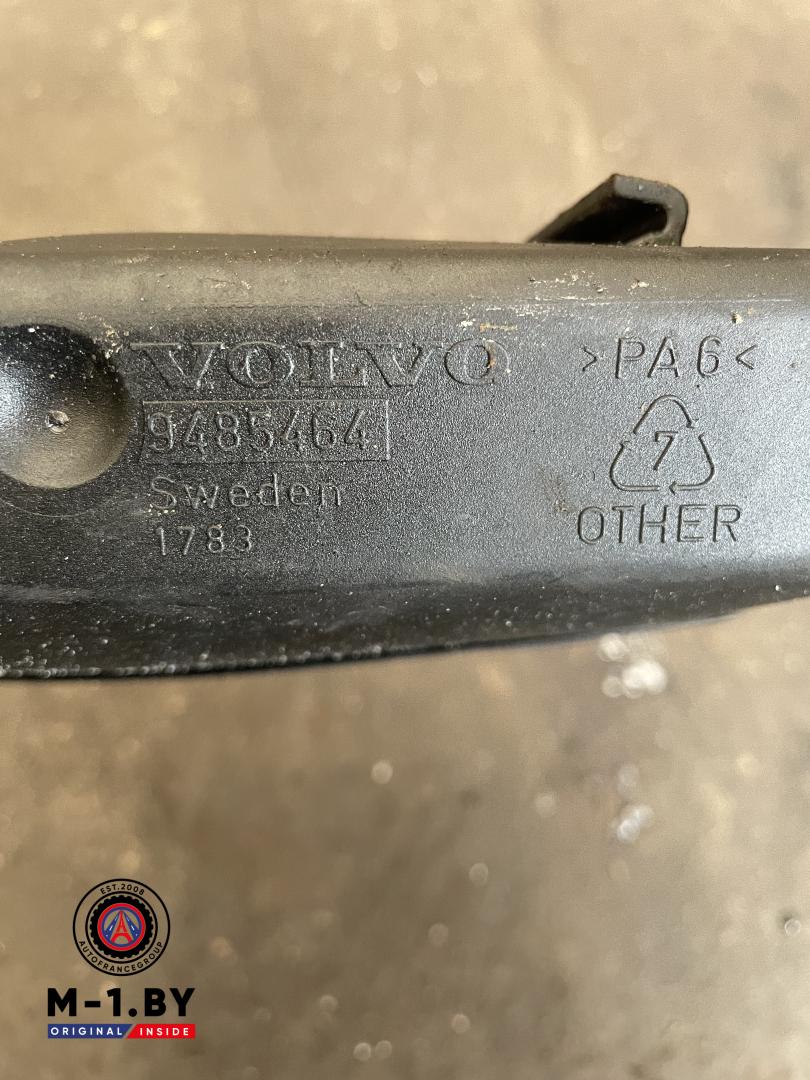 VOLVO
9485464
Sweden
1783
>PA6<
7
OTHER
EST.2008
AUTOFRANCEGROUP
M-1.BY
ORIGINAL INSIDE